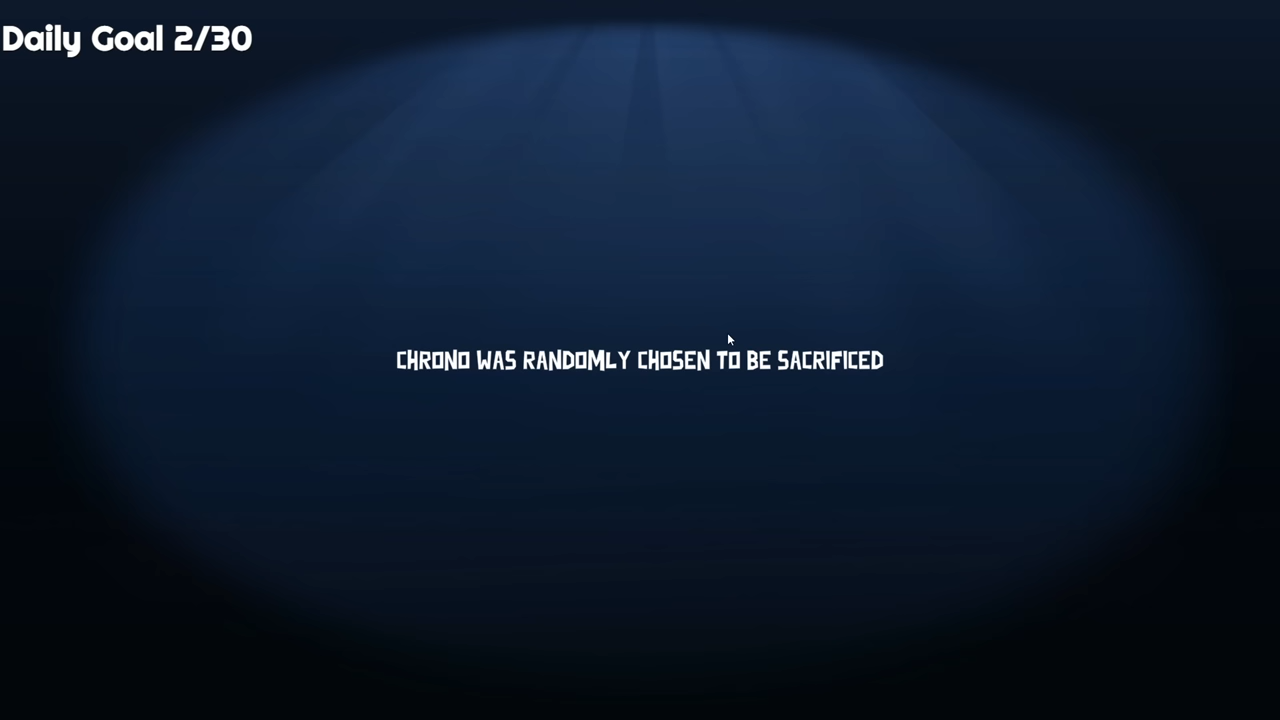 Daily Goal 2/30
CHRONO WAS RANDOMLY CHOSEN TO BE SACRIFICED